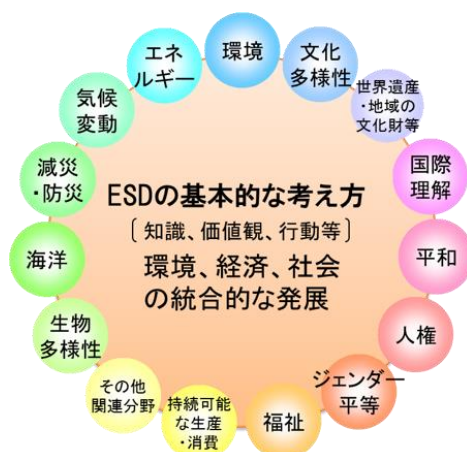 環境
文化
多様性
世界遺産
・地域の
文化財等
国際
理解
平和
人権
ジェンダー
平等
福祉
持続可能
な生産
・消費
その他
関連分野
生物
多様性
海洋
減災
・防災
気候
変動
エネ
ルギー
ESDの基本的な考え方
〔知識、価値観、行動等〕
環境、経済、社会
の統合的な発展